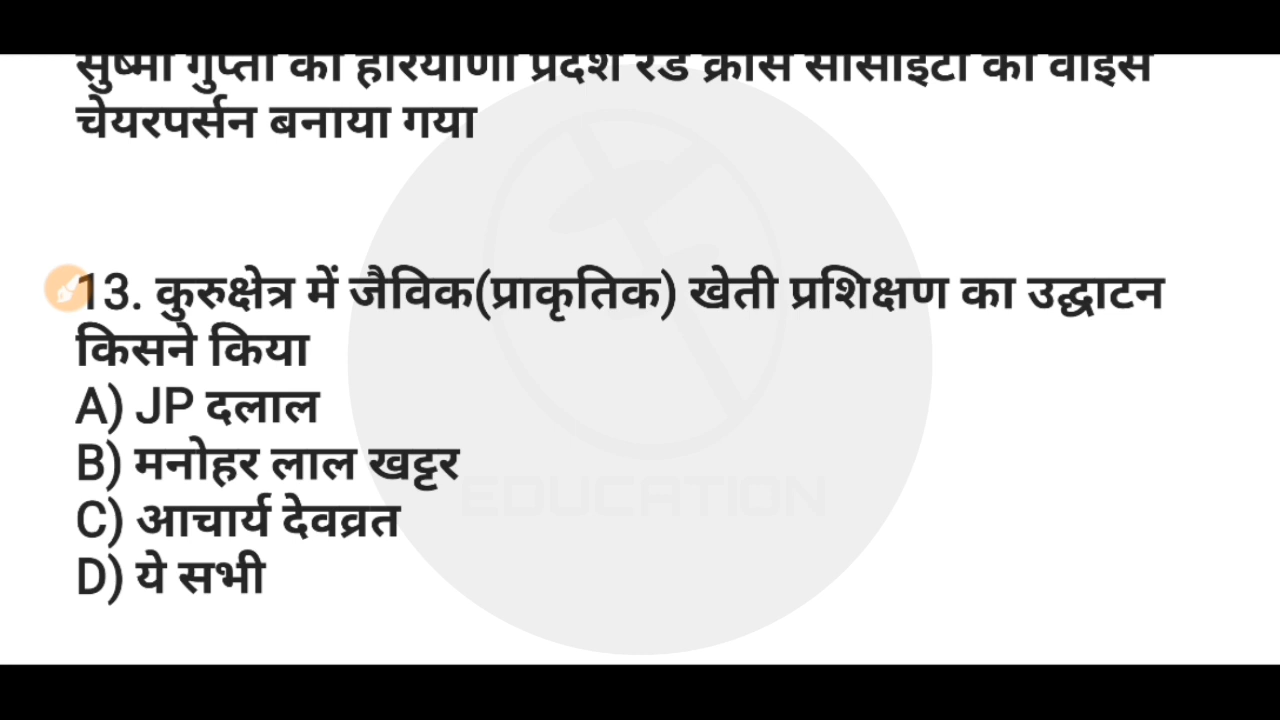 सुष्मा गुप्ता को हरियाणा प्रदेश रेड क्रॉस सोसाइटी का वाइस
चेयरपर्सन बनाया गया
13. कुरुक्षेत्र में जैविक(प्राकृतिक) खेती प्रशिक्षण का उद्घाटन
किसने किया
A) JP दलाल
B) मनोहर लाल खट्टर
C) आचार्य देवव्रत
EDUCATION
D) ये सभी